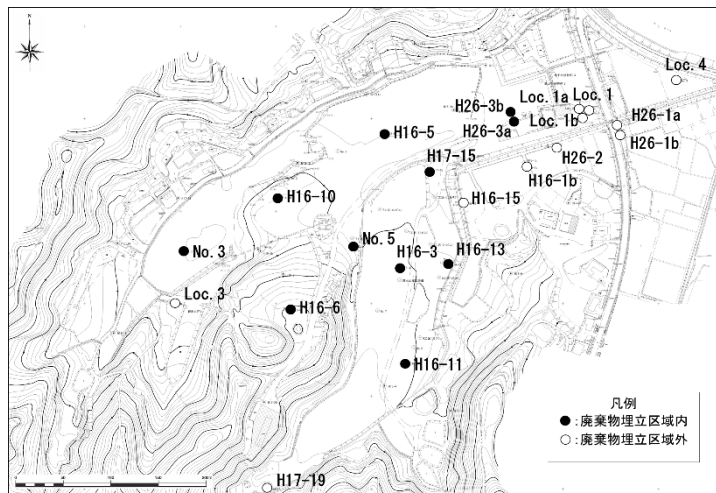 N
Loc. 4
Loc. 1a
Loc. 1
H26-3b
H26-3a
Loc. 1b
H26-1a
H26-1b
H16-5
H26-2
H17-15
H16-1b
H16-10
H16-15
No. 3
No. 5
H16-3
H16-13
Loc. 3
H16-6
H16-11
凡例
●:廃棄物埋立区域内
○:廃棄物埋立区域外
H17-19